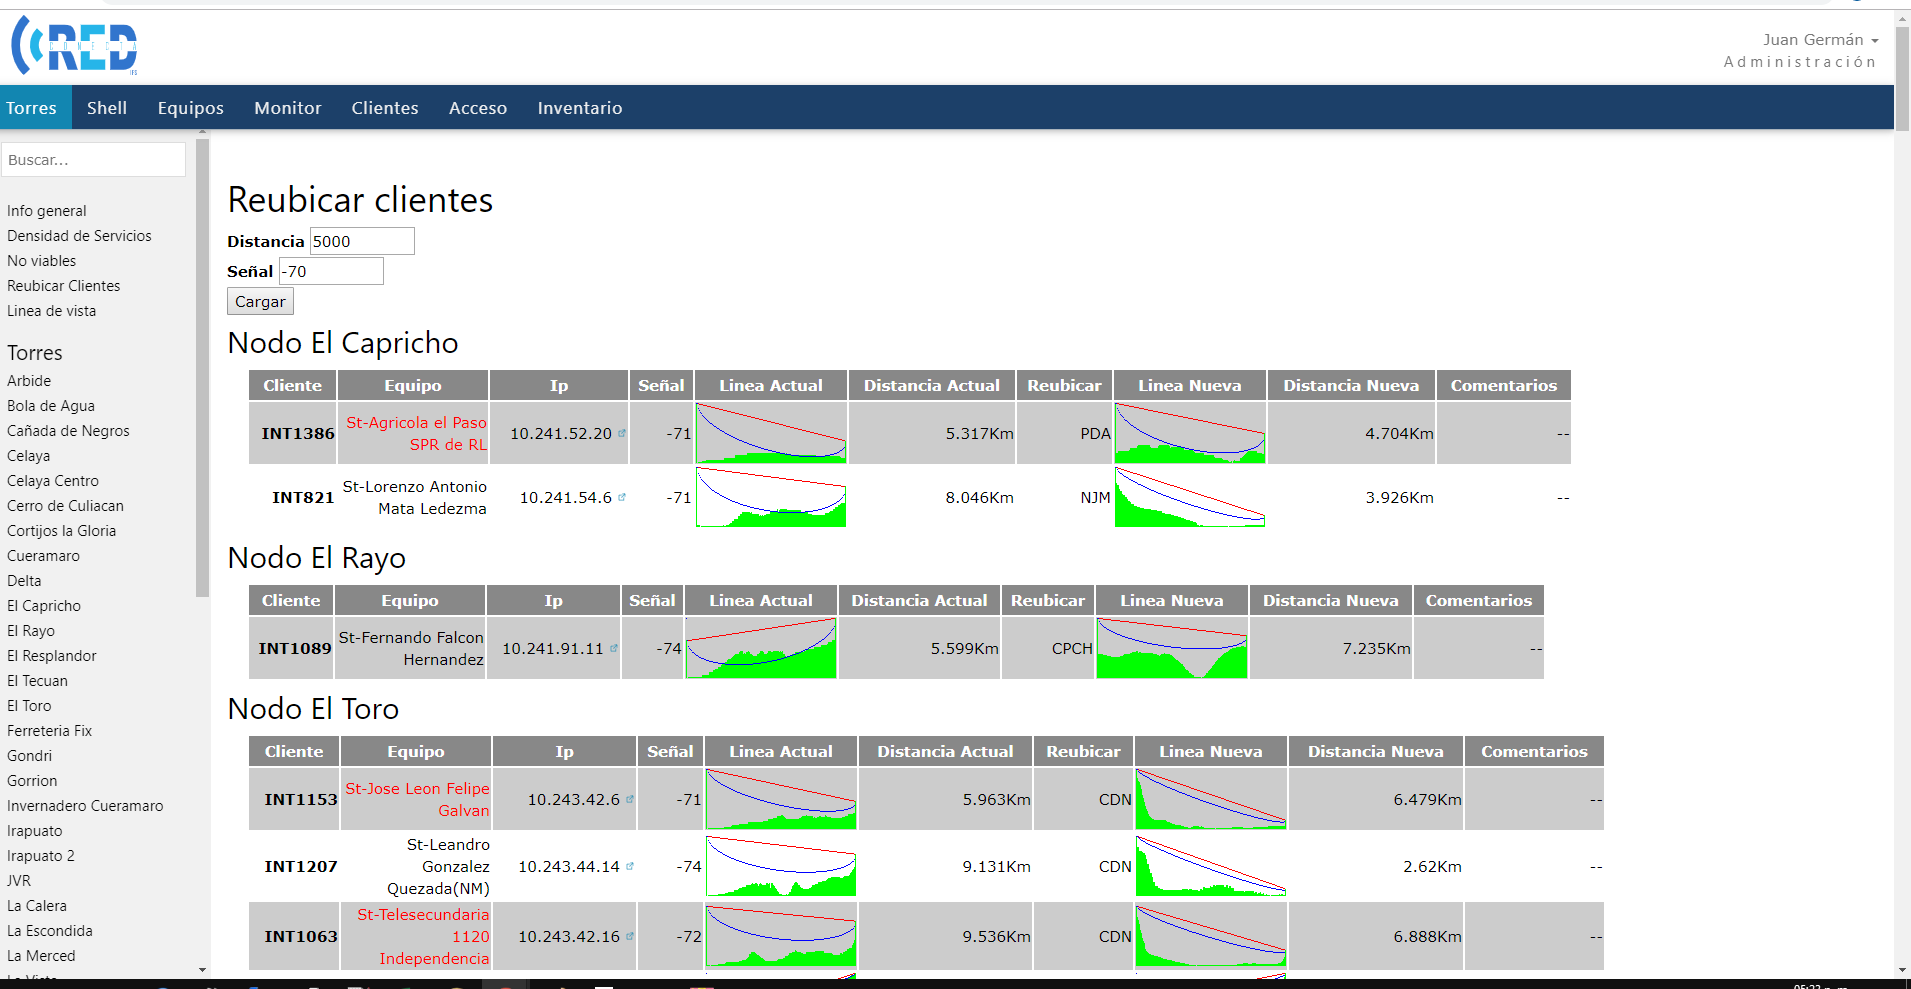 RED
CONECTA
Juan Germán
Administración
Torres Shell Equipos Monitor Clientes Acceso Inventario
Buscar...
Info general
Densidad de Servicios
No viables
Reubicar Clientes
Linea de vista
Torres
Arbide
Bola de Agua
Cañada de Negros
Celaya
Celaya Centro
Cerro de Culiacan
Cortijos la Gloria
Cueramaro
Delta
El Capricho
El Rayo
El Resplandor
El Tecuan
El Toro
Ferreteria Fix
Gondri
Gorrion
Invernadero Cueramaro
Irapuato
Irapuato 2
JVR
La Calera
La Escondida
La Merced
Reubicar clientes
Distancia 5000
Señal -70
Cargar
Nodo El Capricho
Cliente Equipo Ip Señal Linea Actual Distancia Actual Reubicar Linea Nueva Distancia Nueva Comentarios
INT1386 St-Agricola el Paso SPR de RL 10.241.52.20 -71 5.317Km PDA 4.704Km --
INT821 St-Lorenzo Antonio Mata Ledezma 10.241.54.6 -71 8.046Km NJM 3.926Km --
Nodo El Rayo
Cliente Equipo Ip Señal Linea Actual Distancia Actual Reubicar Linea Nueva Distancia Nueva Comentarios
INT1089 St-Fernando Falcon Hernandez 10.241.91.11 -74 5.599Km CPCH 7.235Km --
Nodo El Toro
Cliente Equipo Ip Señal Linea Actual Distancia Actual Reubicar Linea Nueva Distancia Nueva Comentarios
INT1153 St-Jose Leon Felipe Galvan 10.243.42.6 -71 5.963Km CDN 6.479Km --
INT1207 St-Leandro Gonzalez Quezada(NM) 10.243.44.14 -74 9.131Km CDN 2.62Km --
INT1063 St-Telesecundaria 1120 Independencia 10.243.42.16 -72 9.536Km CDN 6.888Km --